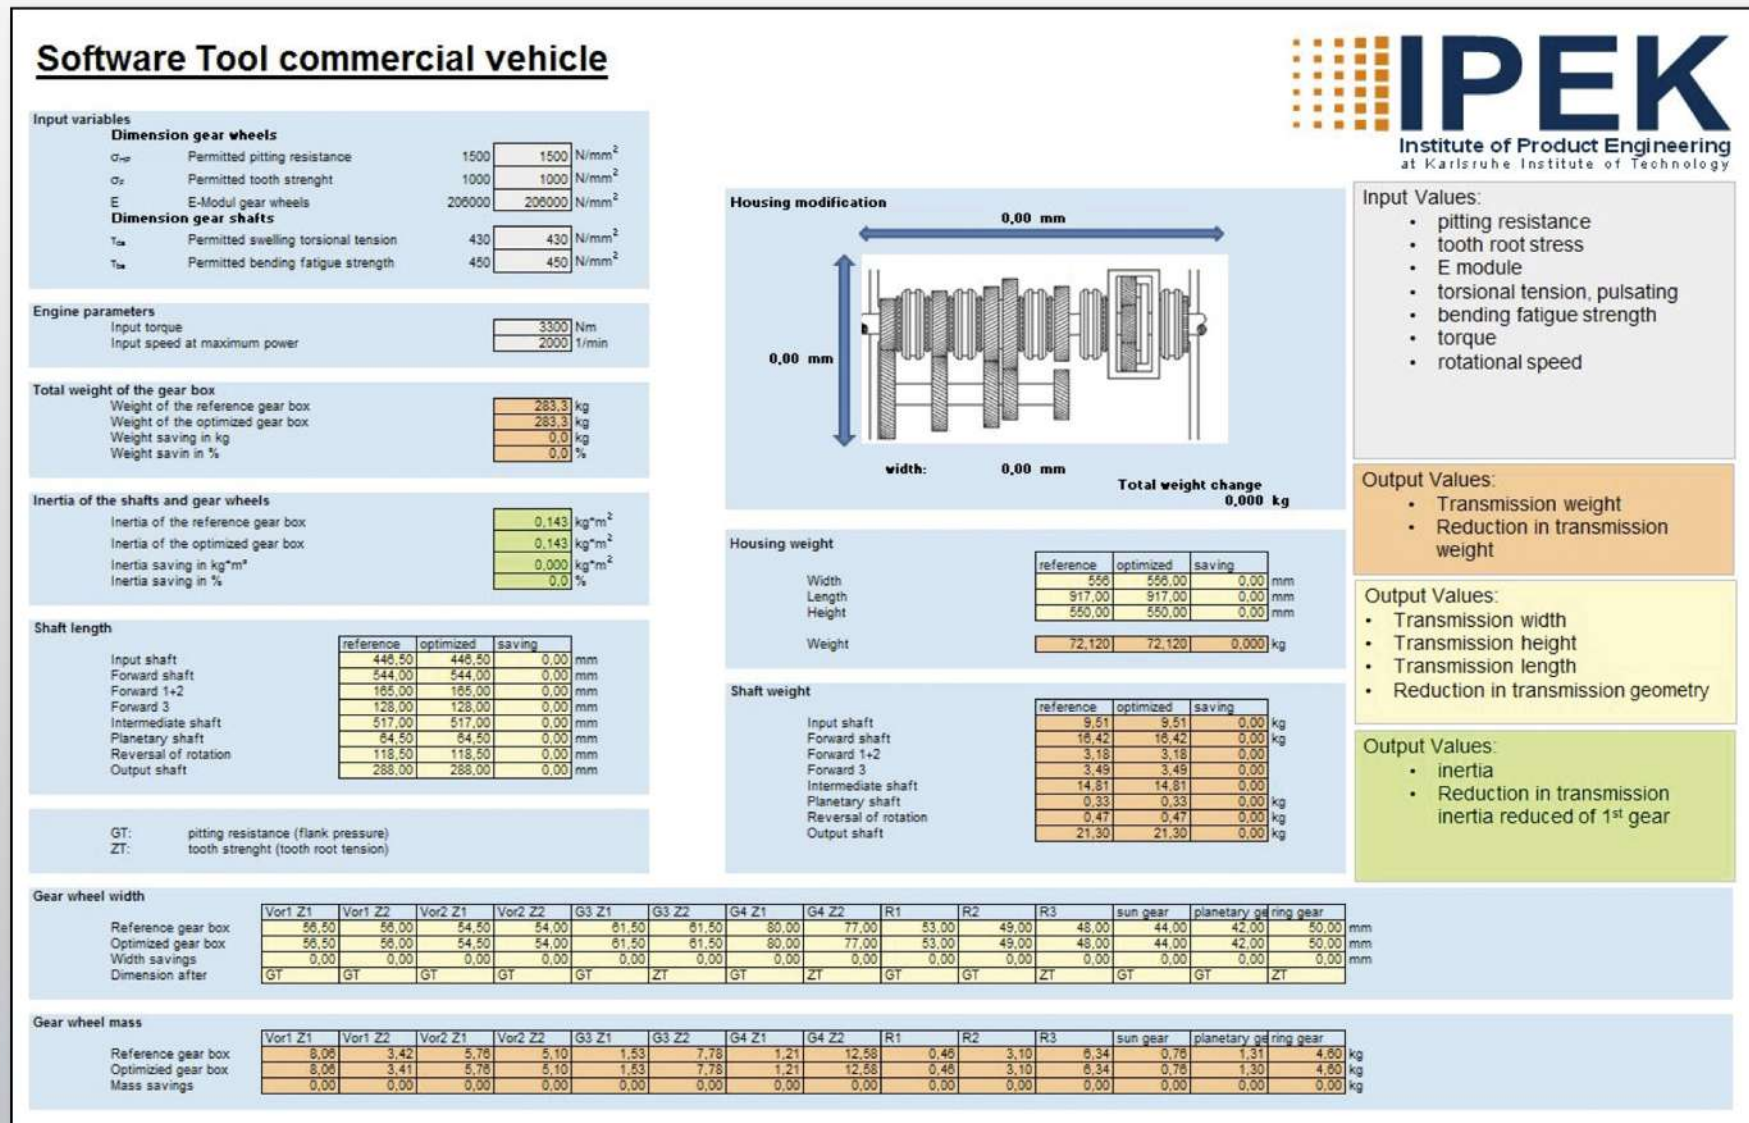 Software Tool commercial vehicle
IPEK
Institute of Product Engineering
at Karlsruhe Institute of Technology
Input variables
Dimension gear wheels
Permitted pitting resistance 1500 1500 N/mm²
Permitted tooth strenght 1000 1000 N/mm²
E E-Modul gear wheels 206000 206000 N/mm²
Dimension gear shafts
Permitted swelling torsional tension 430 430 N/mm²
Permitted bending fatigue strength 450 450 N/mm²
Engine parameters
Input torque 3300 Nm
Input speed at maximum power 2000 1/min
Total weight of the gear box
Weight of the reference gear box 283,3 kg
Weight of the optimized gear box 283,3 kg
Weight saving in kg 0,0 kg
Weight savin in % 0,0 %
Inertia of the shafts and gear wheels
Inertia of the reference gear box 0,143 kg*m²
Inertia of the optimized gear box 0,143 kg*m²
Inertia saving in kg*m² 0,000 kg*m²
Inertia saving in % 0,0 %
Shaft length
reference optimized saving
Input shaft 446,50 446,50 0,00 mm
Forward shaft 544,00 544,00 0,00 mm
Forward 1+2 165,00 165,00 0,00 mm
Forward 3 128,00 128,00 0,00 mm
Intermediate shaft 517,00 517,00 0,00 mm
Planetary shaft 64,50 64,50 0,00 mm
Reversal of rotation 118,50 118,50 0,00 mm
Output shaft 288,00 288,00 0,00 mm
GT: pitting resistance (flank pressure)
ZT: tooth strenght (tooth root tension)
Housing modification
0,00 mm
0,00 mm
width: 0,00 mm
Total weight change
0,000 kg
Housing weight
reference optimized saving
Width 556 556,00 0,00 mm
Length 917,00 917,00 0,00 mm
Height 550,00 550,00 0,00 mm
Weight 72,120 72,120 0,000 kg
Shaft weight
reference optimized saving
Input shaft 9,51 9,51 0,00 kg
Forward shaft 16,42 16,42 0,00 kg
Forward 1+2 3,18 3,18 0,00
Forward 3 3,49 3,49 0,00
Intermediate shaft 14,81 14,81 0,00
Planetary shaft 0,33 0,33 0,00 kg
Reversal of rotation 0,47 0,47 0,00 kg
Output shaft 21,30 21,30 0,00 kg
Input Values:
• pitting resistance
• tooth root stress
• E module
• torsional tension, pulsating
• bending fatigue strength
• torque
• rotational speed
Output Values:
• Transmission weight
• Reduction in transmission
weight
Output Values:
• Transmission width
• Transmission height
• Transmission length
• Reduction in transmission geometry
Output Values:
• inertia
• Reduction in transmission
inertia reduced of 1st gear
Gear wheel width
Vor1 Z1 Vor1 Z2 Vor2 Z1 Vor2 Z2 G3 Z1 G3 Z2 G4 Z1 G4 Z2 R1 R2 R3 sun gear planetary ge ring gear
Reference gear box 56,50 56,00 54,50 54,00 61,50 61,50 80,00 77,00 53,00 49,00 48,00 44,00 42,00 50,00 mm
Optimized gear box 56,50 56,00 54,50 54,00 61,50 61,50 80,00 77,00 53,00 49,00 48,00 44,00 42,00 50,00 mm
Width savings 0,00 0,00 0,00 0,00 0,00 0,00 0,00 0,00 0,00 0,00 0,00 0,00 0,00 0,00 mm
Dimension after GT GT GT GT GT ZT GT ZT GT GT ZT GT GT ZT
Gear wheel mass
Vor1 Z1 Vor1 Z2 Vor2 Z1 Vor2 Z2 G3 Z1 G3 Z2 G4 Z1 G4 Z2 R1 R2 R3 sun gear planetary ge ring gear
Reference gear box 8,06 3,42 5,76 5,10 1,53 7,78 1,21 12,58 0,46 3,10 6,34 0,76 1,31 4,60 kg
Optimizied gear box 8,06 3,41 5,76 5,10 1,53 7,78 1,21 12,58 0,46 3,10 6,34 0,76 1,30 4,60 kg
Mass savings 0,00 0,00 0,00 0,00 0,00 0,00 0,00 0,00 0,00 0,00 0,00 0,00 0,00 0,00 kg